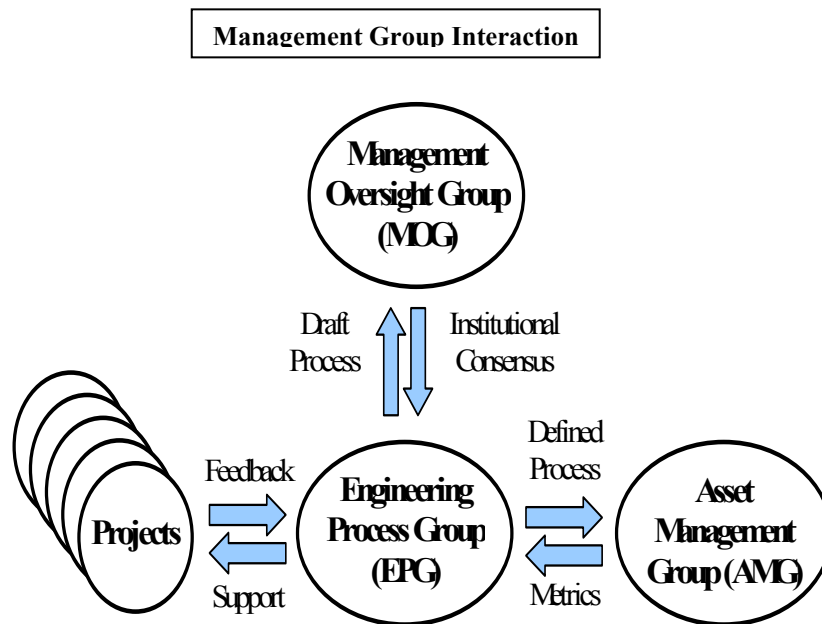 Management Group Interaction
Management
Oversight Group
(MOG)
Draft
Process
Institutional
Consensus
Projects
Feedback
Support
Engineering
Process Group
(EPG)
Defined
Process
Metrics
Asset
Management
Group (AMG)